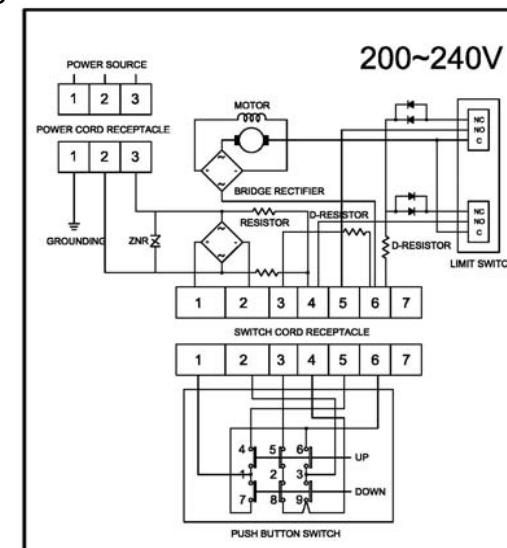 200~240V
POWER SOURCE
1 2 3
POWER CORD RECEPTACLE
1 2 3
MOTOR
BRIDGE RECTIFIER
NC
NO
C
RESISTOR
D-RESISTOR
NC
NO
C
GROUNDING
ZNR
D-RESISTOR
LIMIT SWITC
1 2 3 4 5 6 7
SWITCH CORD RECEPTACLE
1 2 3 4 5 6 7
4 5 6
UP
1 2 3
DOWN
7 8 9
PUSH BUTTON SWITCH